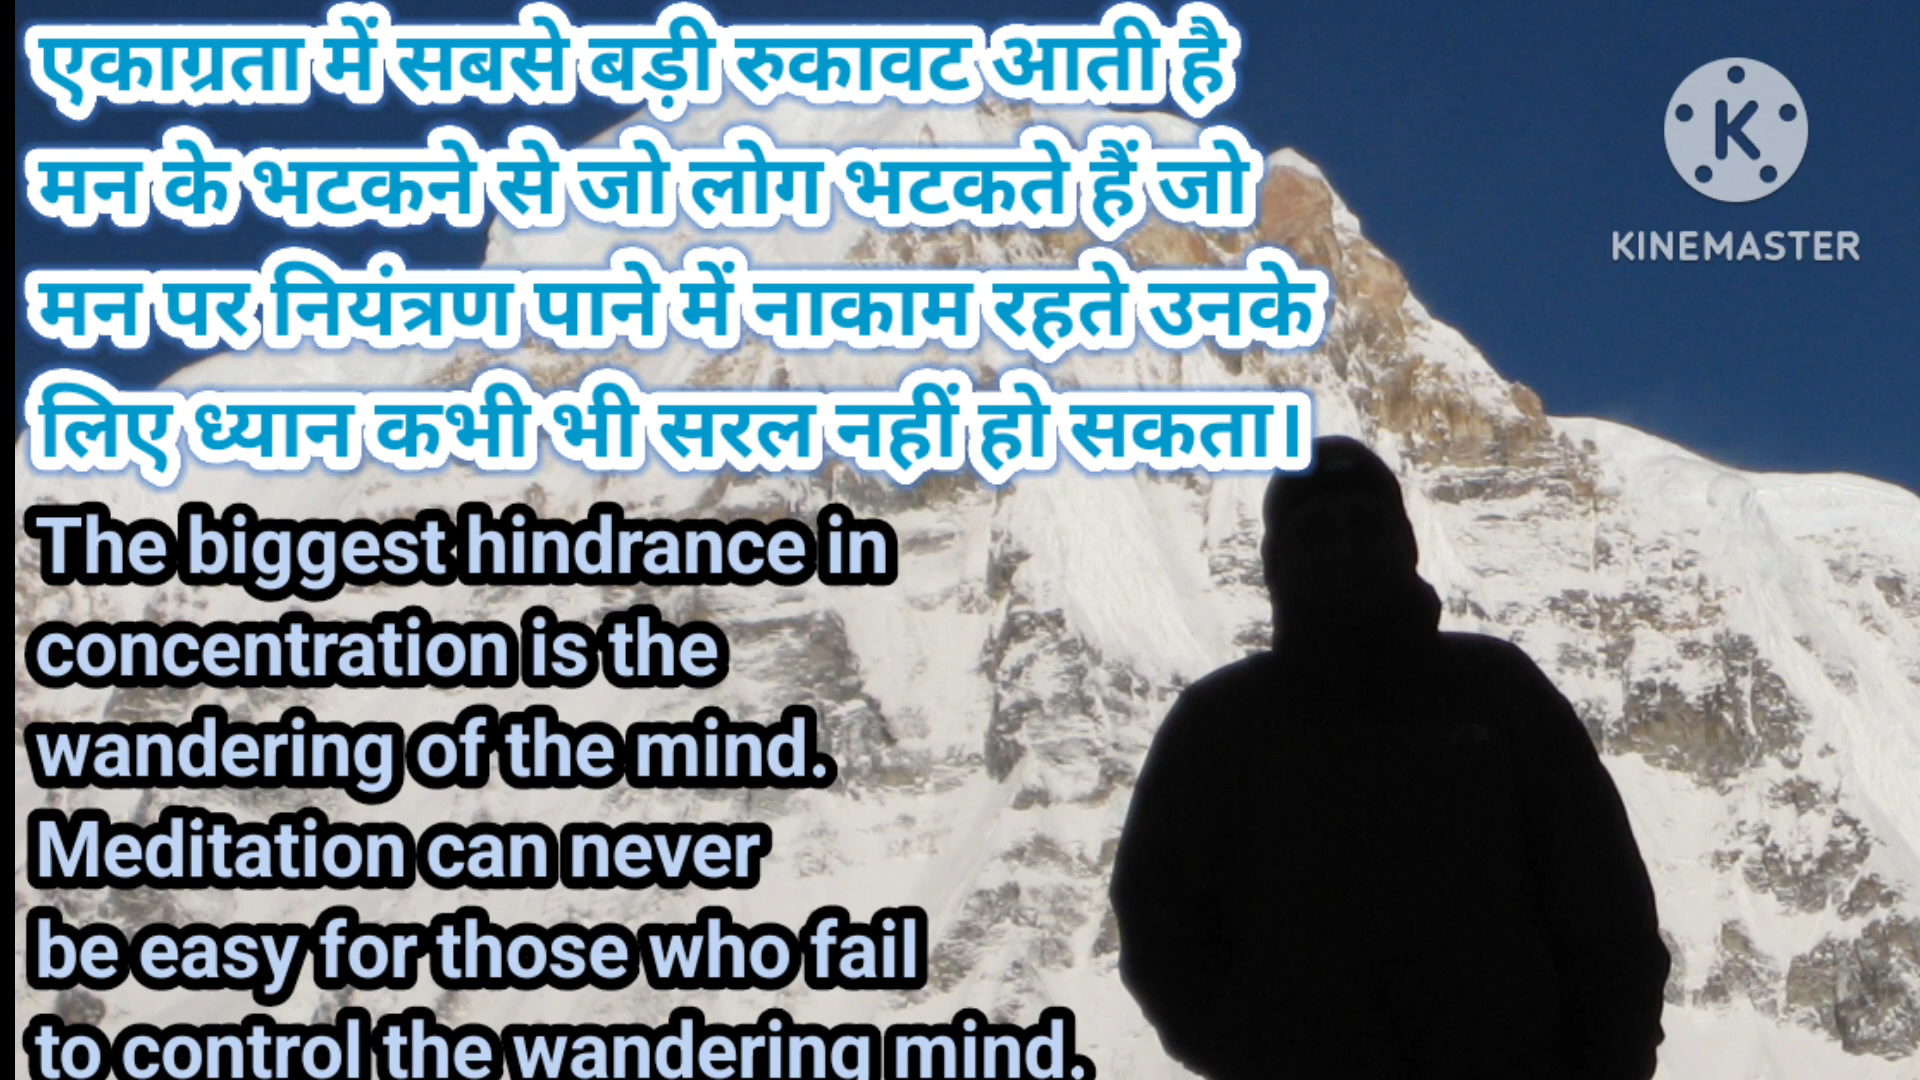 एकाग्रता में सबसे बड़ी रुकावट आती है
मन के भटकने से जो लोग भटकते हैं जो
मन पर नियंत्रण पाने में नाकाम रहते उनके
लिए ध्यान कभी भी सरल नहीं हो सकता।
The biggest hindrance in
concentration is the
wandering of the mind.
Meditation can never
be easy for those who fail
to control the wandering mind.
K
KINEMASTER